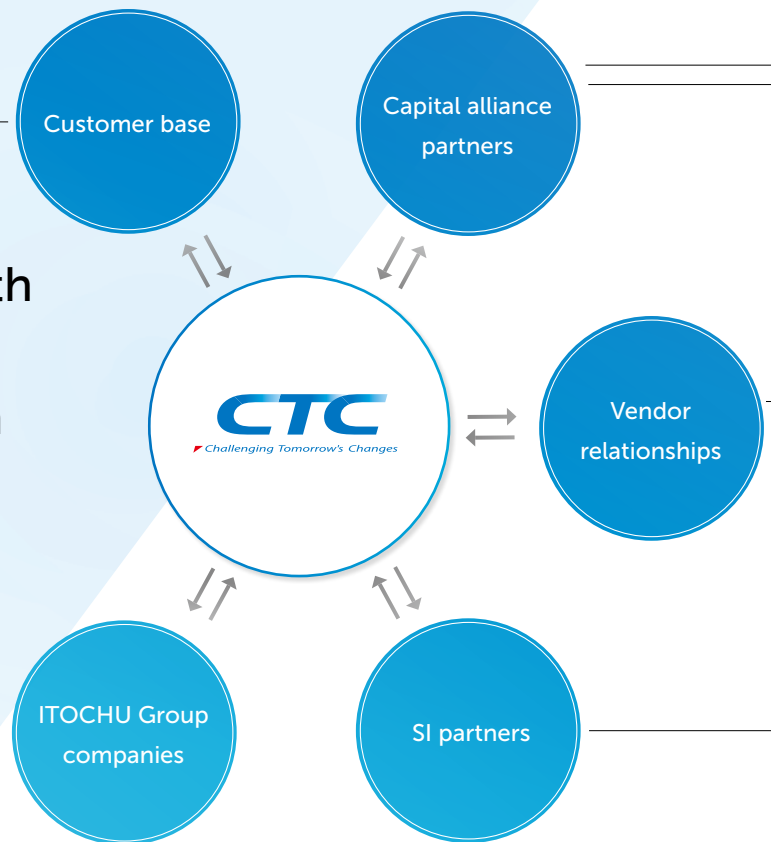 Customer base
Capital alliance
partners
CTC
Challenging Tomorrow's Changes
Vendor
relationships
ITOCHU Group
companies
SI partners